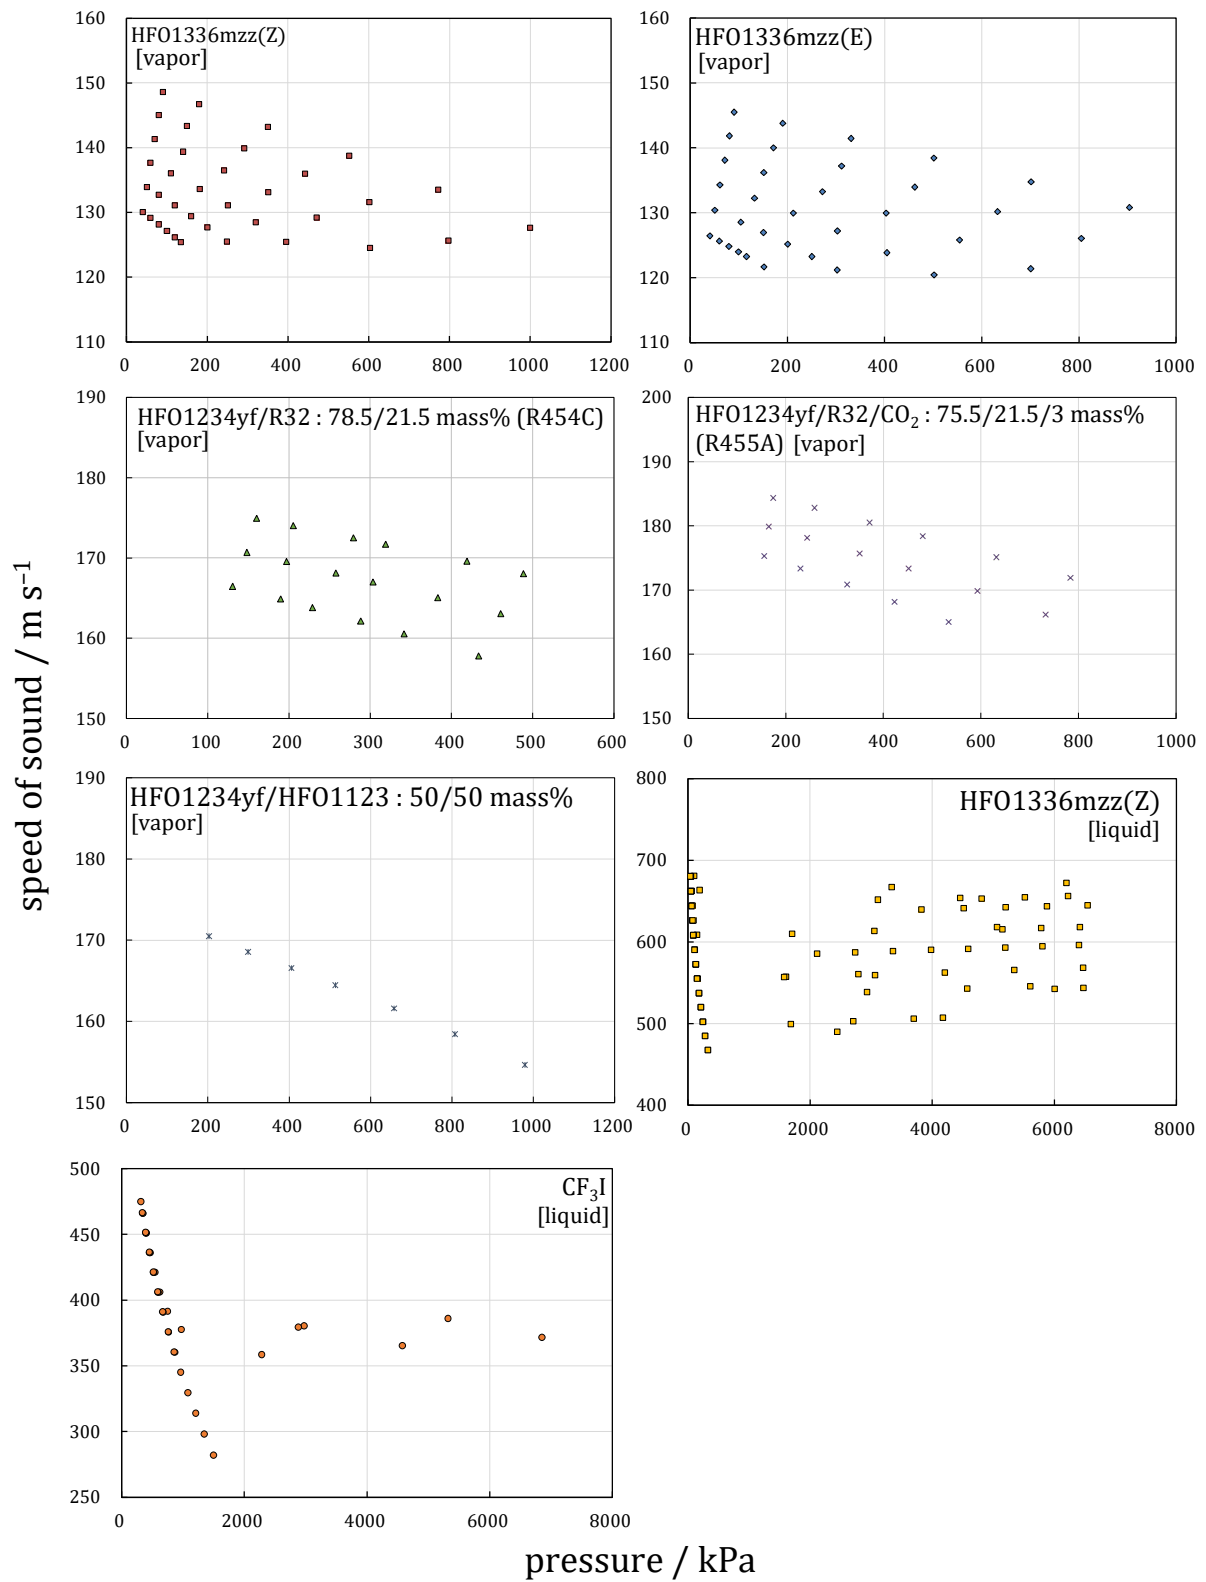 HFO1336mzz(Z)
[vapor]
160
150
140
130
120
110
0 200 400 600 800 1000 1200
HFO1336mzz(E)
[vapor]
160
150
140
130
120
110
0 200 400 600 800 1000
HFO1234yf/R32 : 78.5/21.5 mass% (R454C)
[vapor]
190
180
170
160
150
0 100 200 300 400 500 600
HFO1234yf/R32/CO₂ : 75.5/21.5/3 mass%
(R455A) [vapor]
200
190
180
170
160
150
0 200 400 600 800 1000
HFO1234yf/HFO1123 : 50/50 mass%
[vapor]
190
180
170
160
150
0 200 400 600 800 1000 1200
HFO1336mzz(Z)
[liquid]
800
700
600
500
400
0 2000 4000 6000 8000
CF₃I
[liquid]
500
450
400
350
300
250
0 2000 4000 6000 8000
speed of sound / m s⁻¹
pressure / kPa